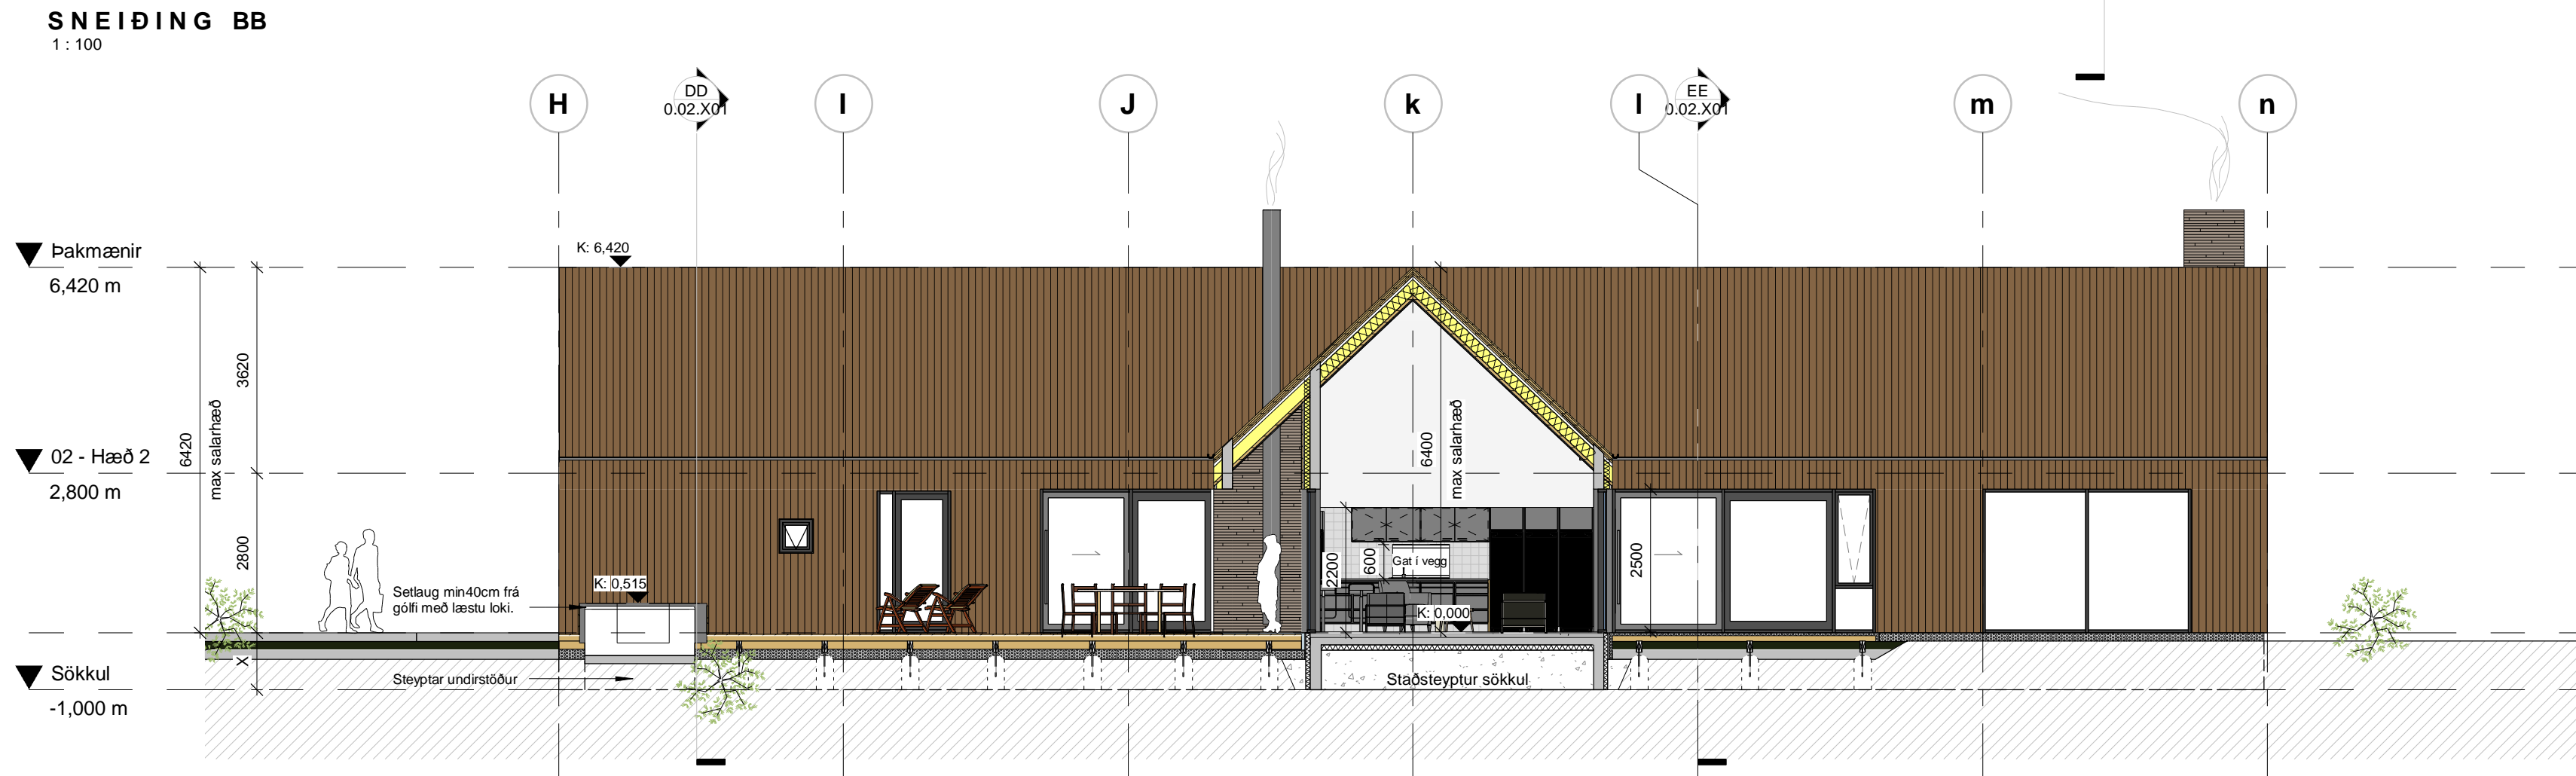 SNEIÐING BB
1 : 100
H
DD
0.02.X01
I
J
k
l
EE
0.02.X01
m
n
K: 6,420
Þakmænir
6,420 m
3620
6420
max salarhæð
6400
max salarhæð
02 - Hæð 2
2,800 m
2800
2200
600
Gat í vegg
2500
K: 0,515
Setlaug min40cm frá
gólfi með læstu loki.
K: 0,000
X
Sökkul
-1,000 m
Steyptar undirstöður
Staðsteyptur sökkul